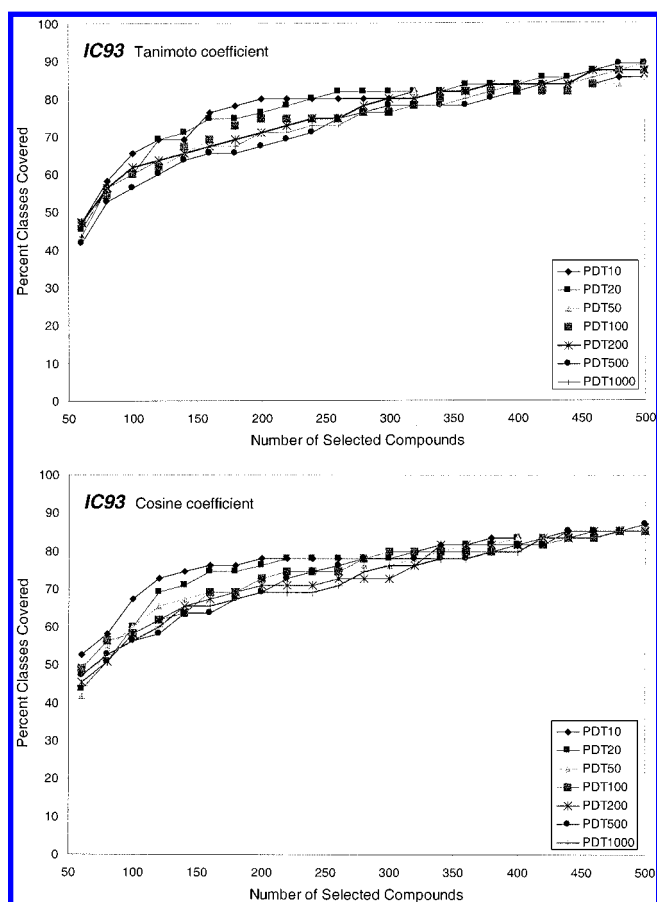 IC93 Tanimoto coefficient
Percent Classes Covered
100
90
80
70
60
50
40
30
20
10
0
PDT10
PDT20
PDT50
PDT100
PDT200
PDT500
PDT1000
50 100 150 200 250 300 350 400 450 500
Number of Selected Compounds
IC93 Cosine coefficient
Percent Classes Covered
100
90
80
70
60
50
40
30
20
10
0
PDT10
PDT20
PDT50
PDT100
PDT200
PDT500
PDT1000
50 100 150 200 250 300 350 400 450 500
Number of Selected Compounds